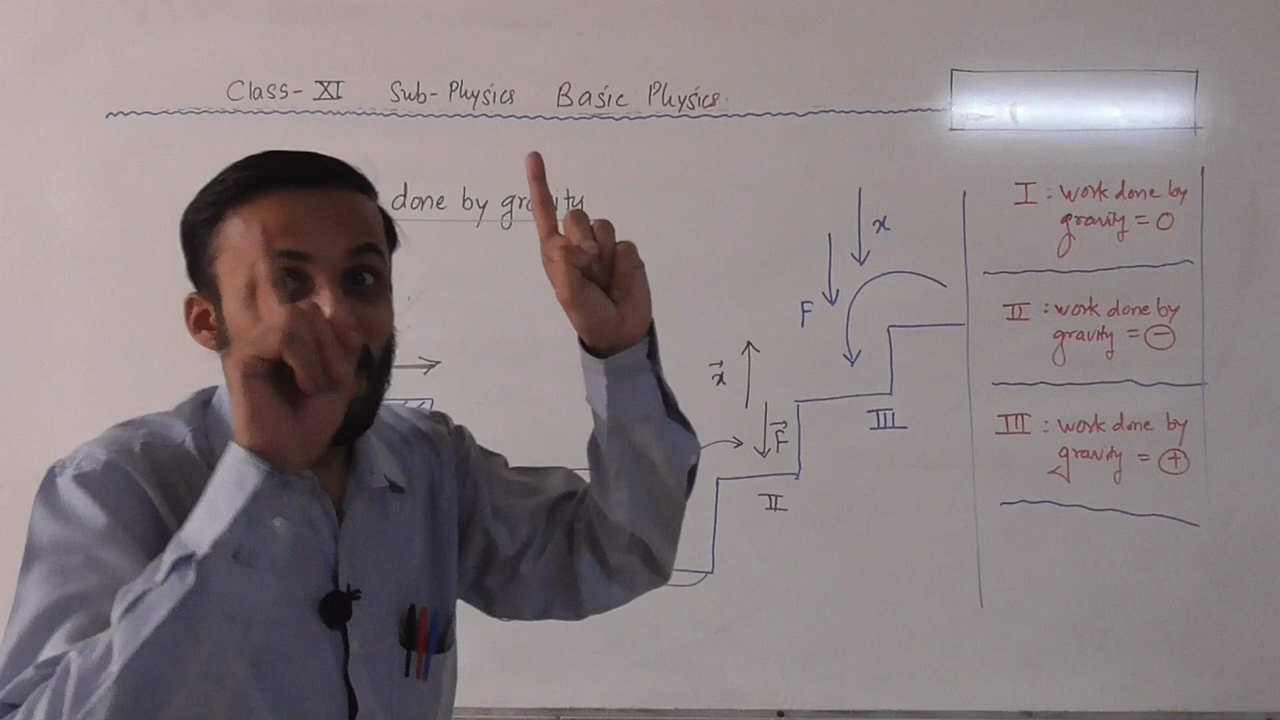 Class-XI Sub-Physics Basic Physics.
done by gravity
x
F
x⃗
F⃗
II
III
I : work done by
gravity = 0
II : work done by
gravity = ⊖
III : work done by
gravity = ⊕